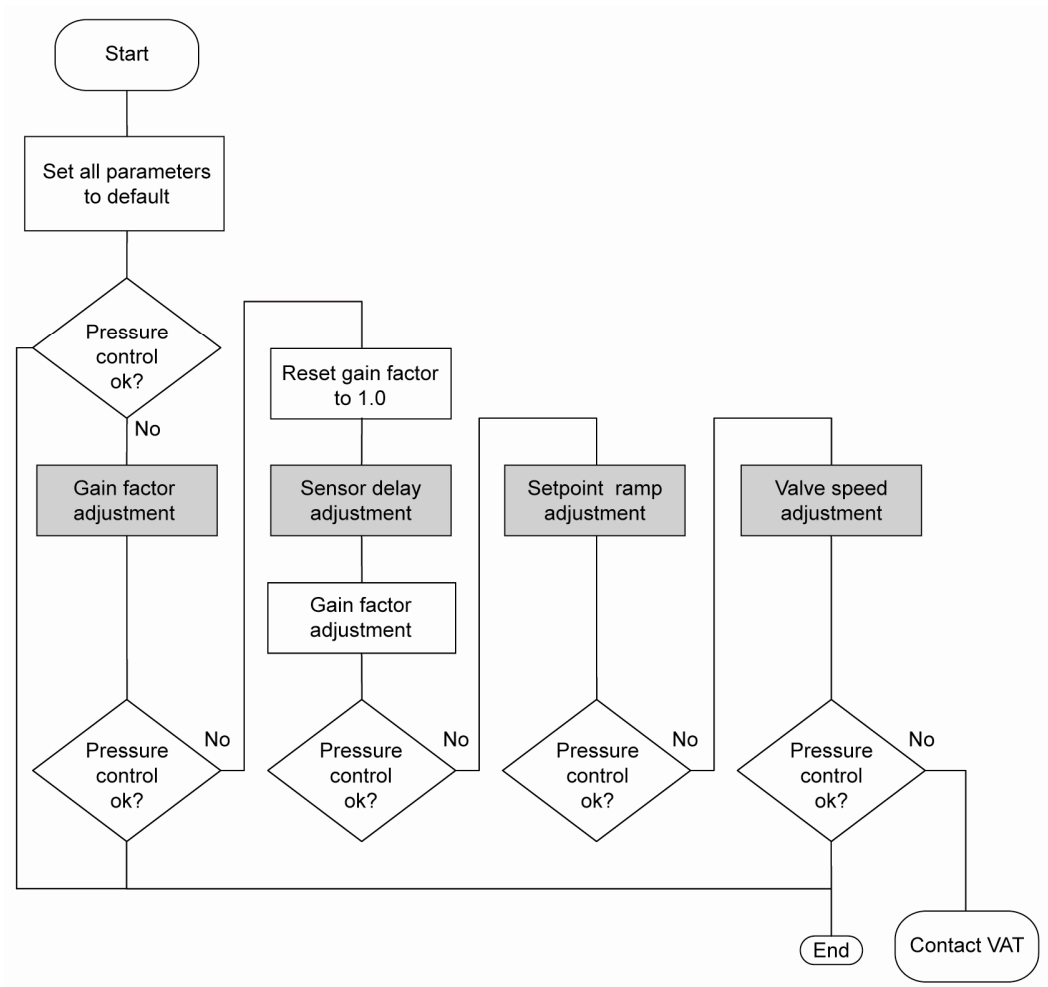 Start
Set all parameters
to default
Pressure
control
ok?
No
Gain factor
adjustment
Pressure
control
ok?
No
Reset gain factor
to 1.0
Sensor delay
adjustment
Gain factor
adjustment
Pressure
control
ok?
No
Setpoint ramp
adjustment
Pressure
control
ok?
No
Valve speed
adjustment
Pressure
control
ok?
No
End
Contact VAT